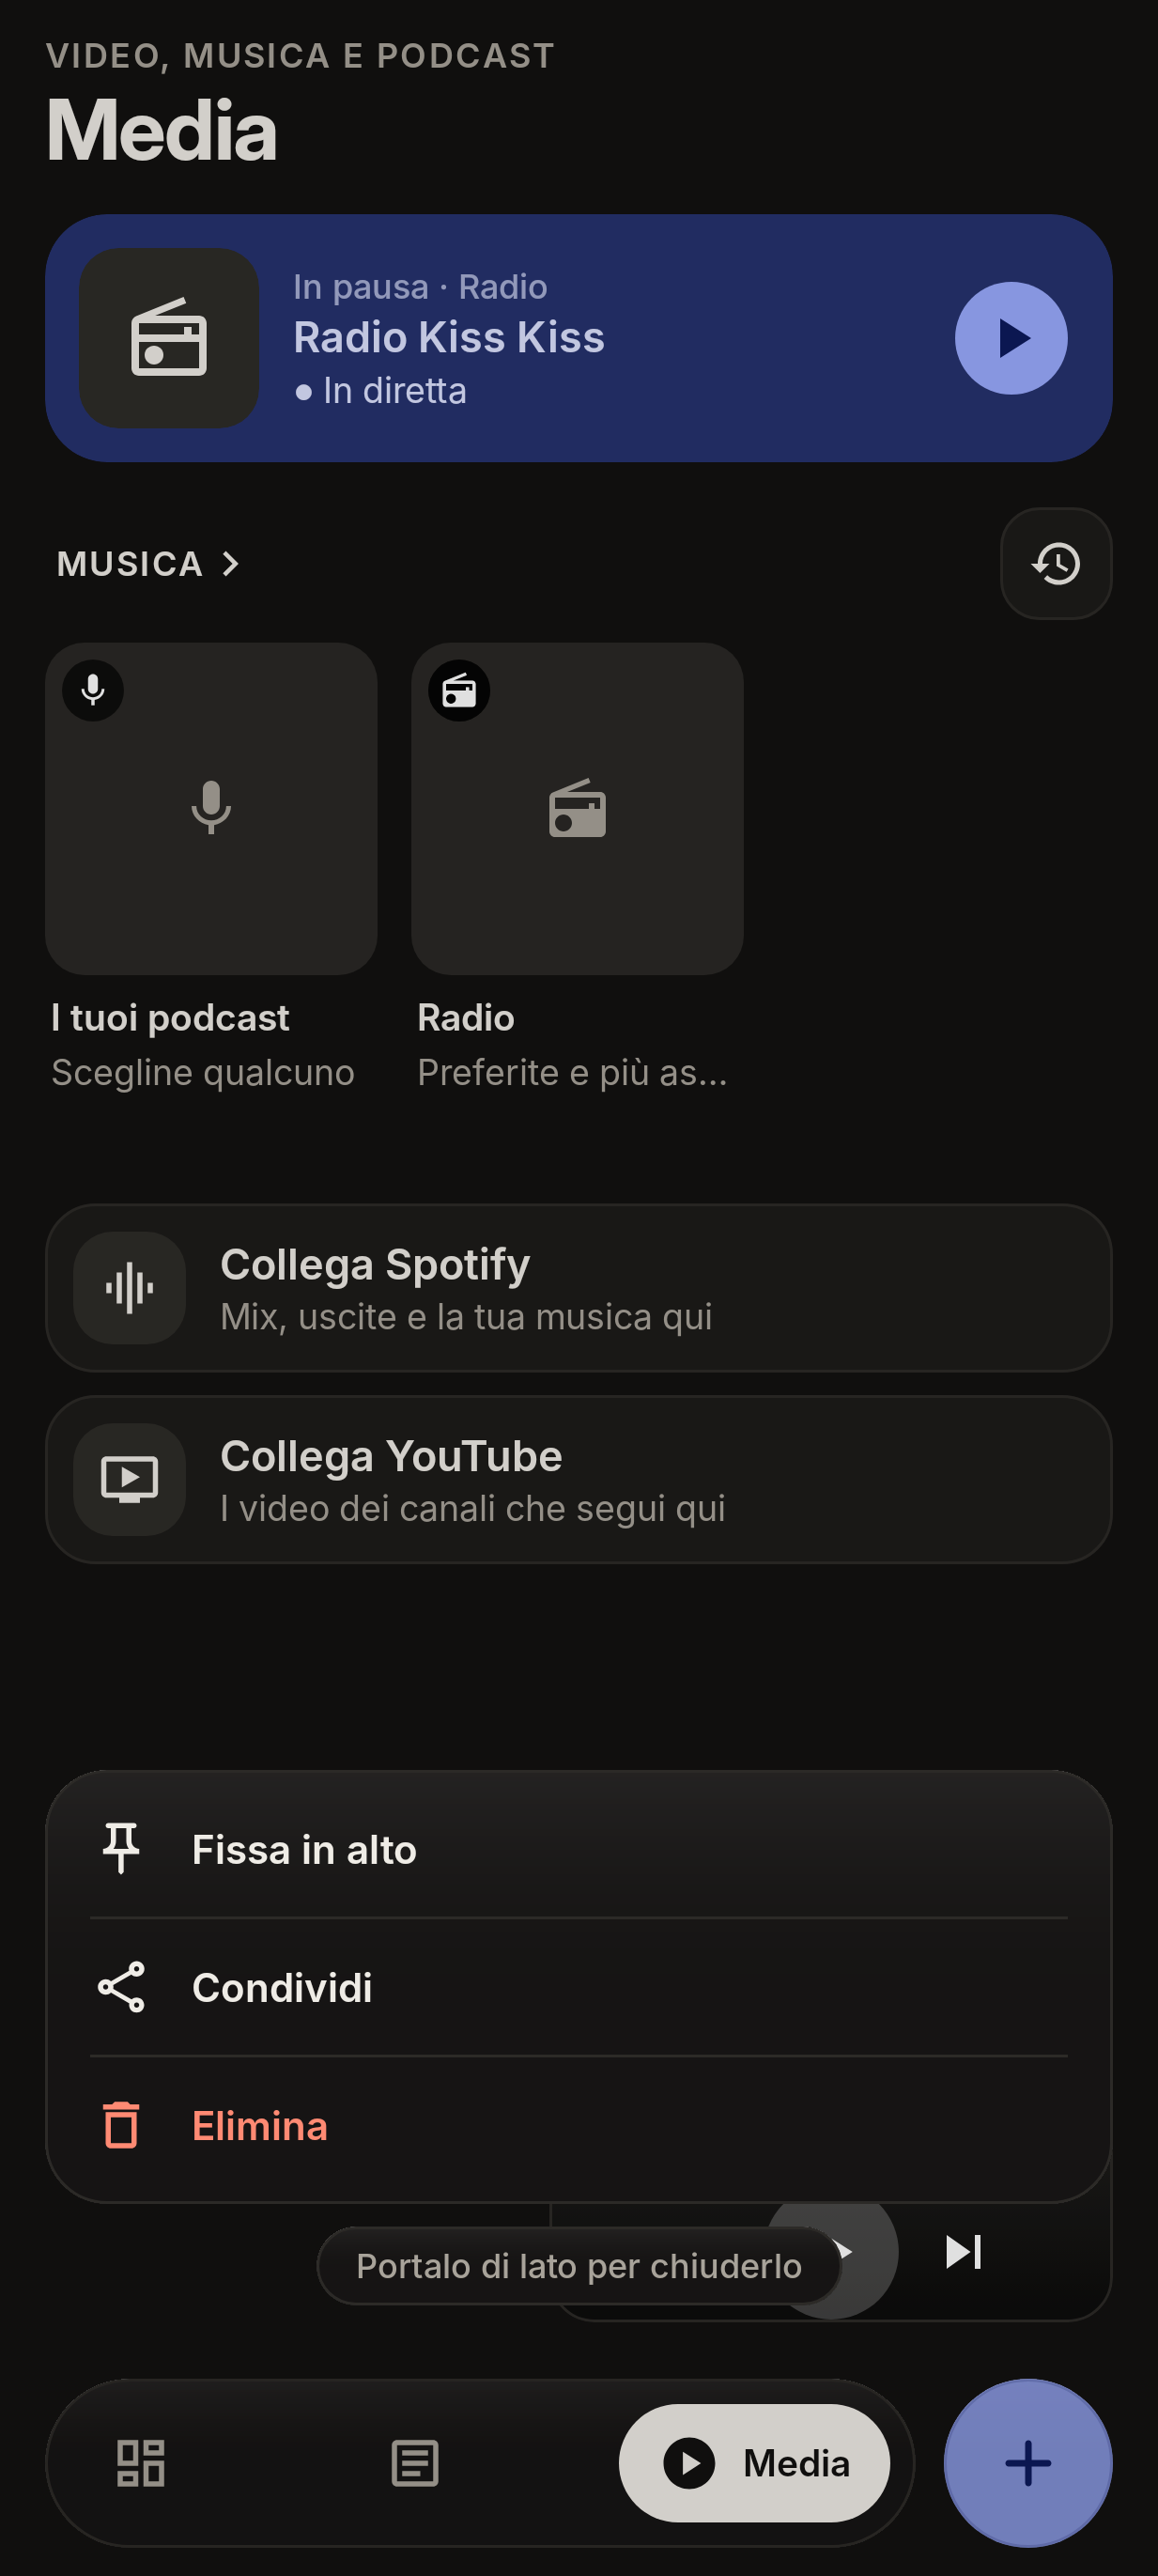 VIDEO, MUSICA E PODCAST
Media
In pausa · Radio
Radio Kiss Kiss
● In diretta
MUSICA
I tuoi podcast
Scegline qualcuno
Radio
Preferite e più as...
Collega Spotify
Mix, uscite e la tua musica qui
Collega YouTube
I video dei canali che segui qui
Fissa in alto
Condividi
Elimina
Portalo di lato per chiuderlo
Media